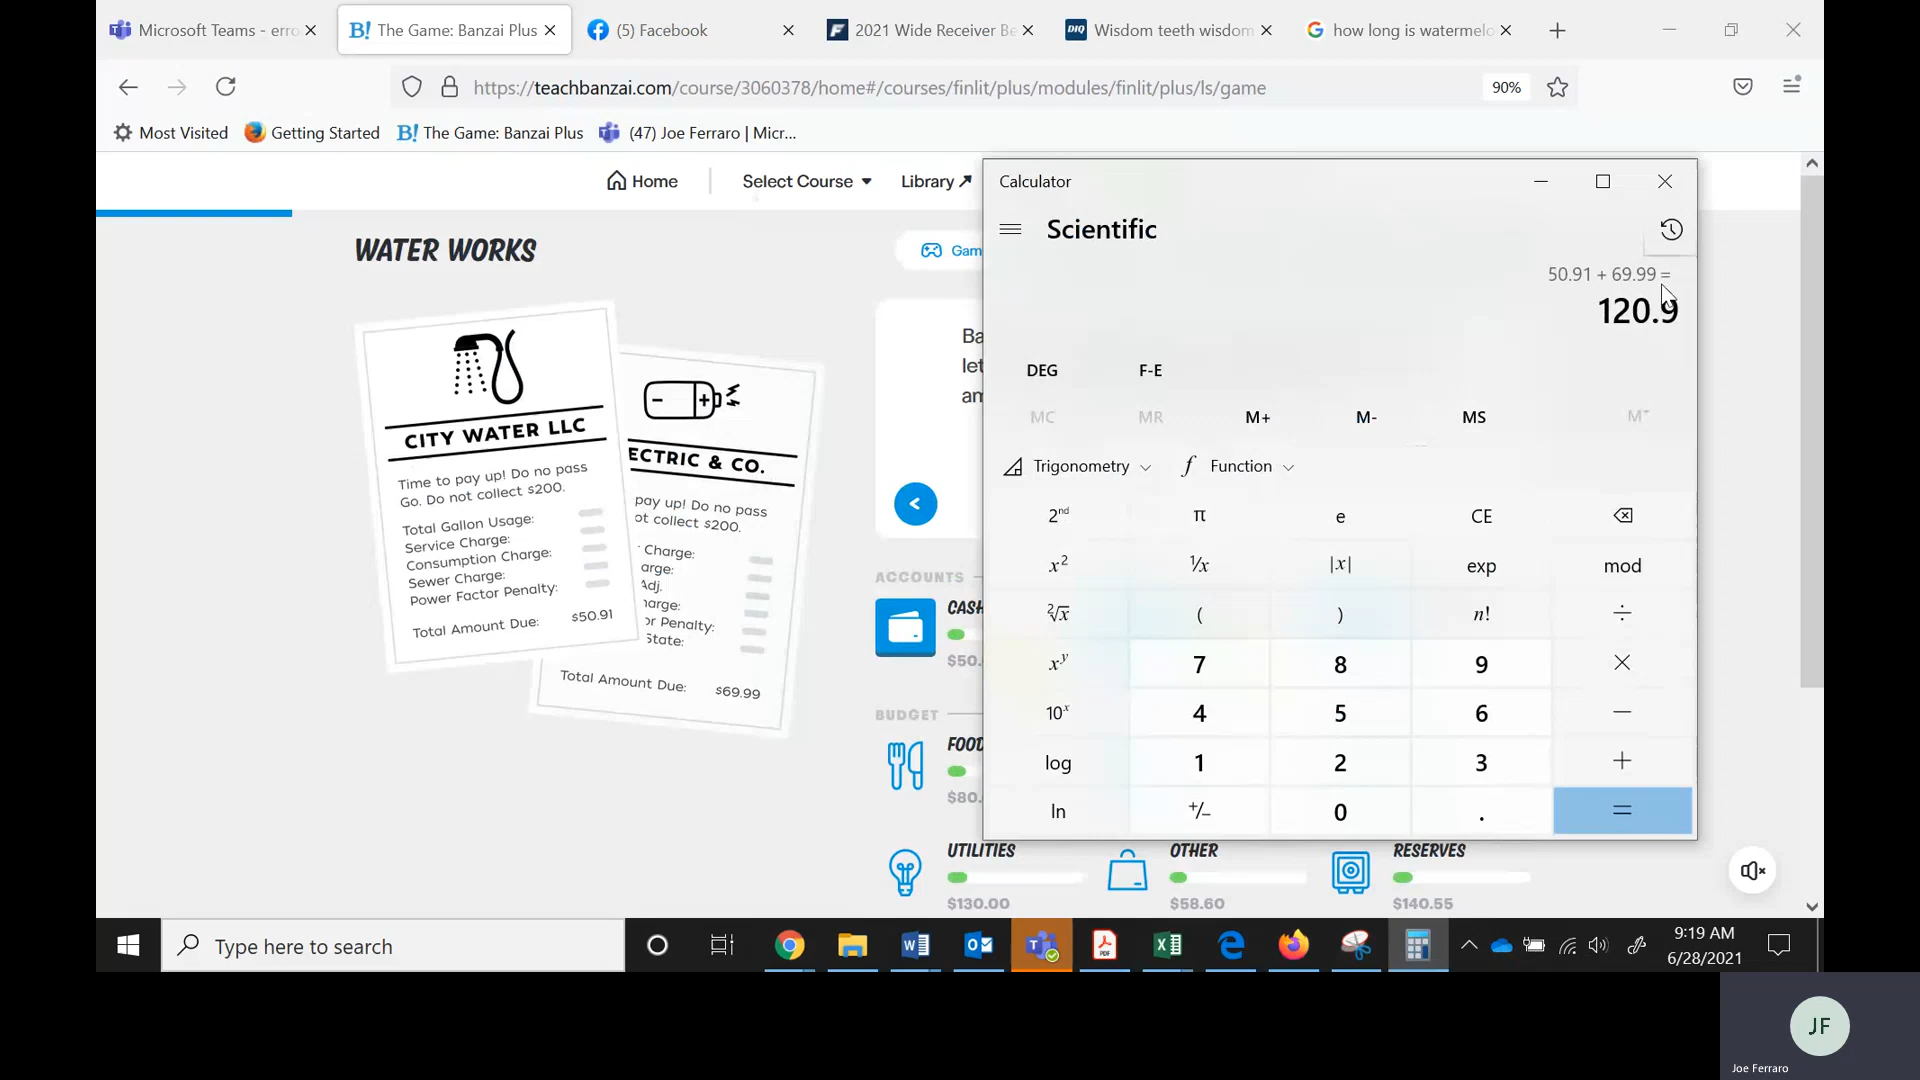 Microsoft Teams - erro
B! The Game: Banzai Plus
(5) Facebook
2021 Wide Receiver Be
DIQ Wisdom teeth wisdom
how long is watermelo
https://teachbanzai.com/course/3060378/home#/courses/finlit/plus/modules/finlit/plus/ls/game
90%
Most Visited
Getting Started
B! The Game: Banzai Plus
(47) Joe Ferraro | Micr...
Home
Select Course
Library
WATER WORKS
Gam
CITY WATER LLC
Time to pay up! Do no pass
Go. Do not collect $200.
Total Gallon Usage:
Service Charge:
Consumption Charge:
Sewer Charge:
Power Factor Penalty:
Total Amount Due: $50.91
ECTRIC & CO.
pay up! Do no pass
ot collect $200.
Charge:
arge:
Adj.
harge:
or Penalty:
State:
Total Amount Due: $69.99
Ba
let
am
ACCOUNTS
CASH
$50.
BUDGET
FOOD
$80.
UTILITIES
$130.00
OTHER
$58.60
RESERVES
$140.55
Calculator
Scientific
50.91 + 69.99 =
120.9
DEG F-E
MC MR M+ M- MS M˅
Trigonometry f Function
2nd π e CE
x² ¹/x |x| exp mod
²√x ( ) n! ÷
xʸ 7 8 9 ×
10ˣ 4 5 6 −
log 1 2 3 +
ln +/− 0 . =
Type here to search
9:19 AM
6/28/2021
JF
Joe Ferraro